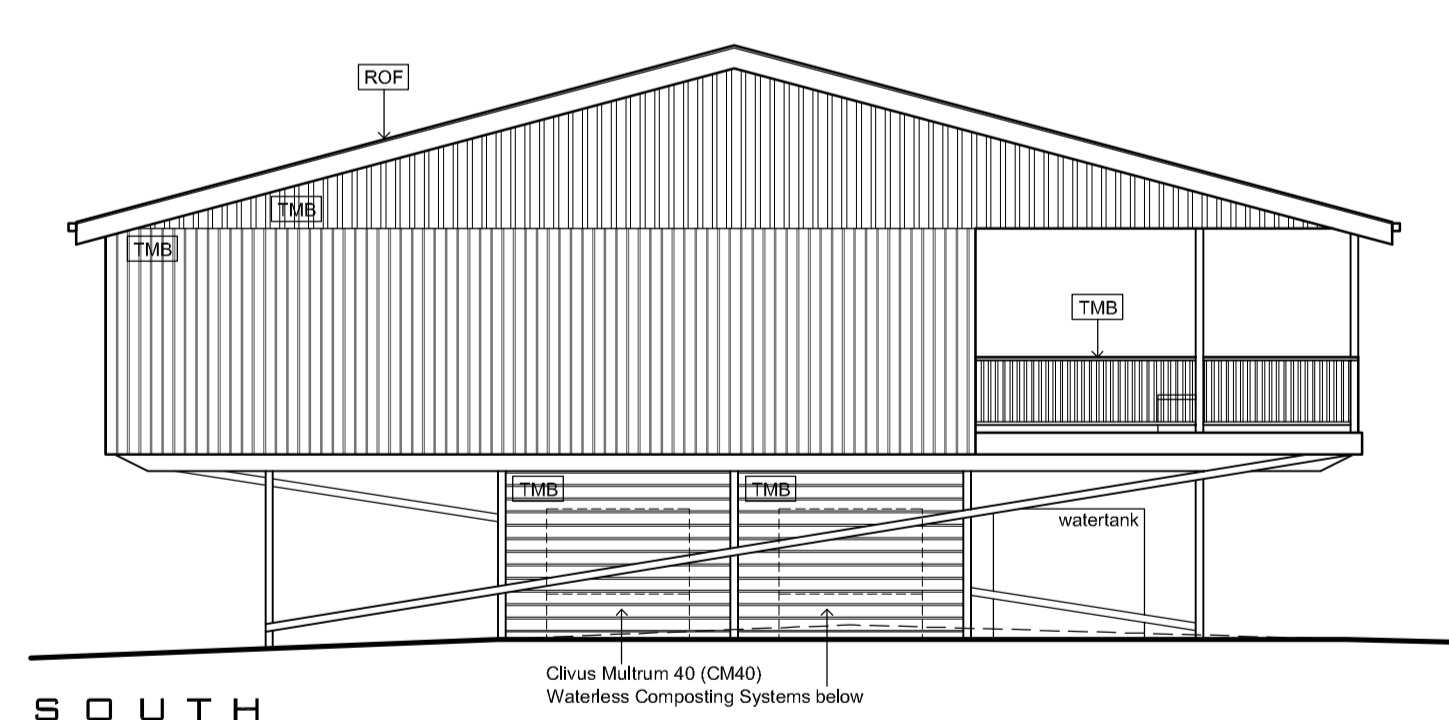 ROF
TMB
TMB
TMB
TMB
TMB
watertank
Clivus Multrum 40 (CM40)
Waterless Composting Systems below
SOUTH